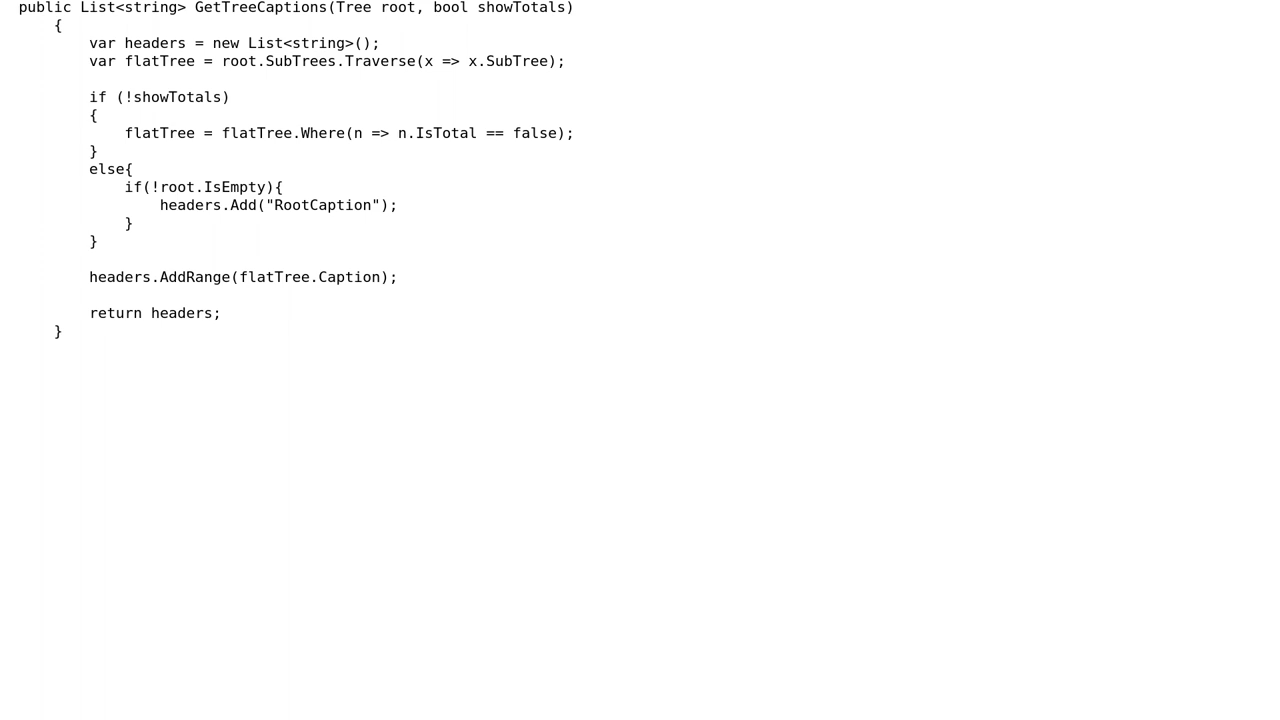 public List<string> GetTreeCaptions(Tree root, bool showTotals)
    {
        var headers = new List<string>();
        var flatTree = root.SubTrees.Traverse(x => x.SubTree);

        if (!showTotals)
        {
            flatTree = flatTree.Where(n => n.IsTotal == false);
        }
        else{
            if(!root.IsEmpty){
                headers.Add("RootCaption");
            }
        }

        headers.AddRange(flatTree.Caption);

        return headers;
    }